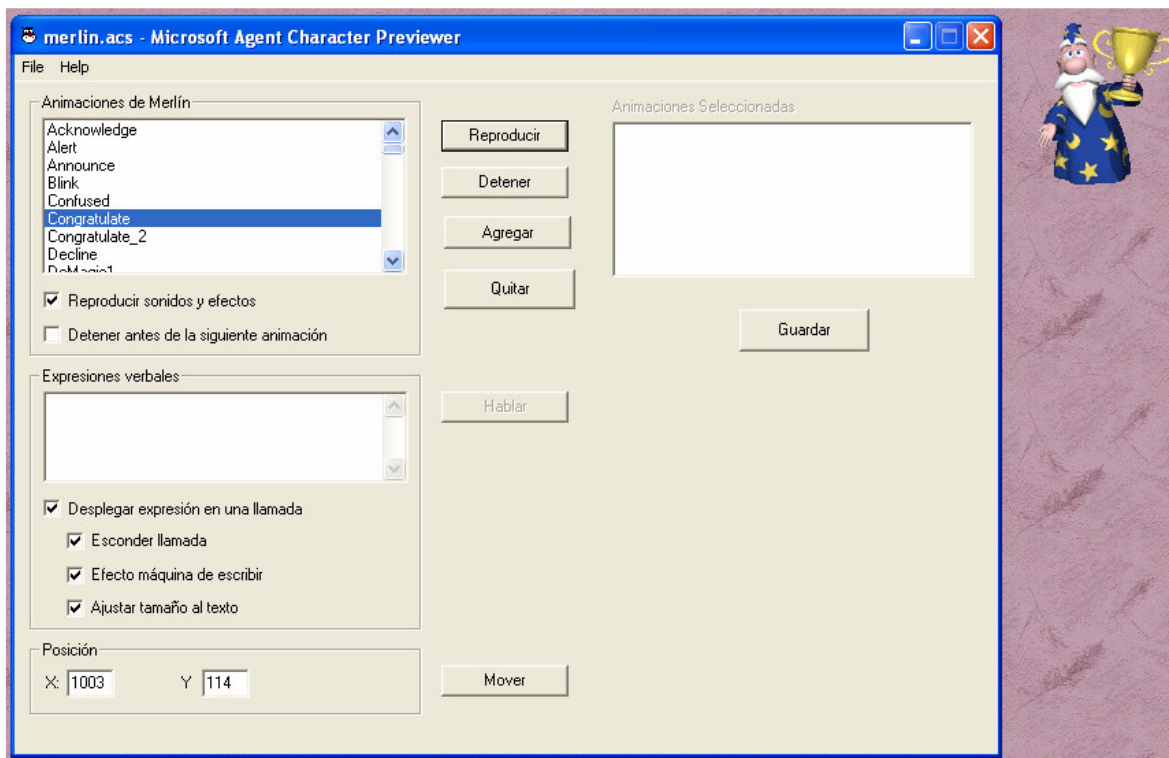 merlin.acs - Microsoft Agent Character Previewer
File Help
Animaciones de Merlín
Acknowledge
Alert
Announce
Blink
Confused
Congratulate
Congratulate_2
Decline
DoMagic1
Reproducir sonidos y efectos
Detener antes de la siguiente animación
Reproducir
Detener
Agregar
Quitar
Animaciones Seleccionadas
Guardar
Expresiones verbales
Hablar
Desplegar expresión en una llamada
Esconder llamada
Efecto máquina de escribir
Ajustar tamaño al texto
Posición
X: 1003 Y 114
Mover